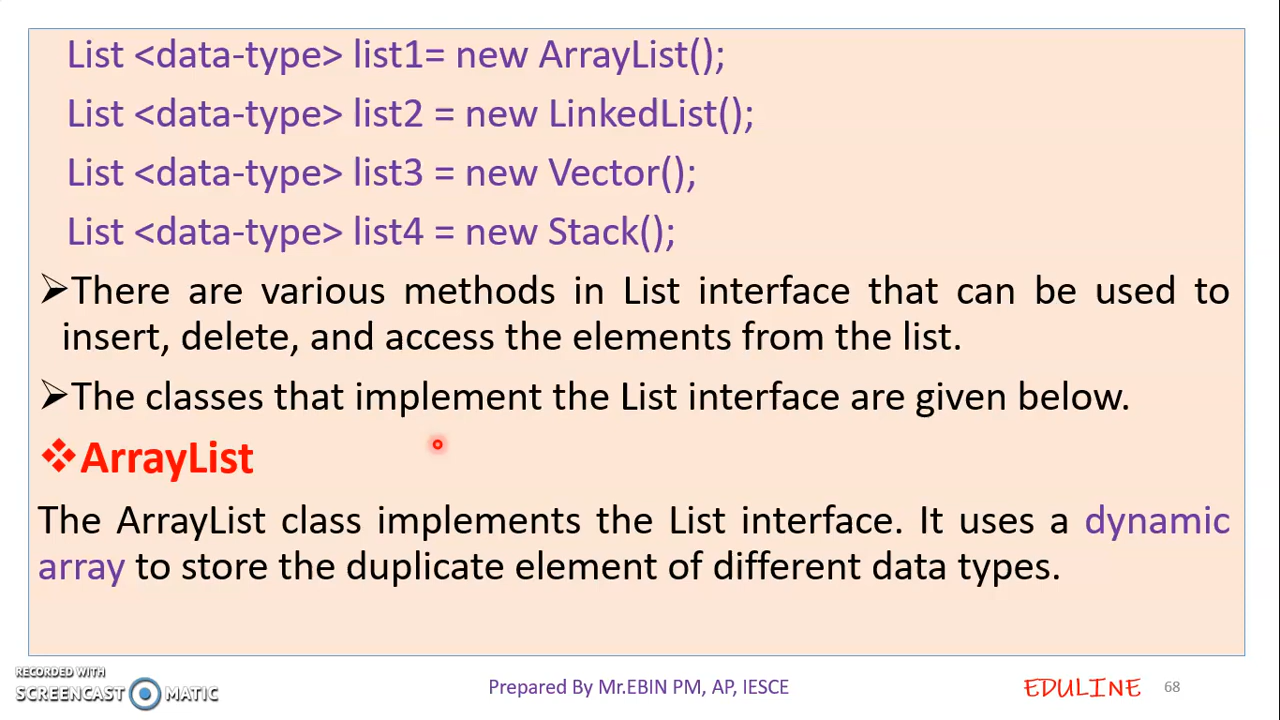 List <data-type> list1= new ArrayList();
List <data-type> list2 = new LinkedList();
List <data-type> list3 = new Vector();
List <data-type> list4 = new Stack();
➢There are various methods in List interface that can be used to
insert, delete, and access the elements from the list.
➢The classes that implement the List interface are given below.
❖ArrayList
The ArrayList class implements the List interface. It uses a dynamic
array to store the duplicate element of different data types.
RECORDED WITH
SCREENCAST MATIC
Prepared By Mr.EBIN PM, AP, IESCE
EDULINE
68